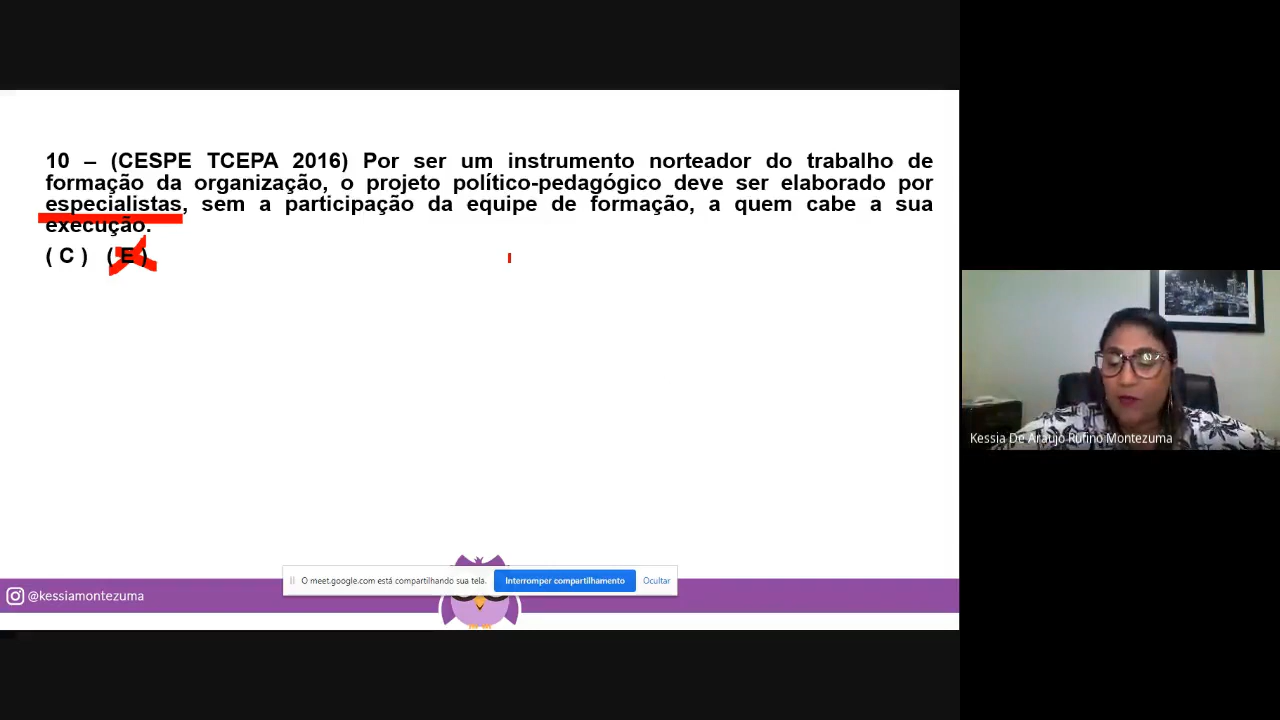 10 – (CESPE TCEPA 2016) Por ser um instrumento norteador do trabalho de
formação da organização, o projeto político-pedagógico deve ser elaborado por
especialistas, sem a participação da equipe de formação, a quem cabe a sua
execução.
( C ) ( E )
Kessia De Araujo Rufino Montezuma
O meet.google.com está compartilhando sua tela. Interromper compartilhamento Ocultar
@kessiamontezuma